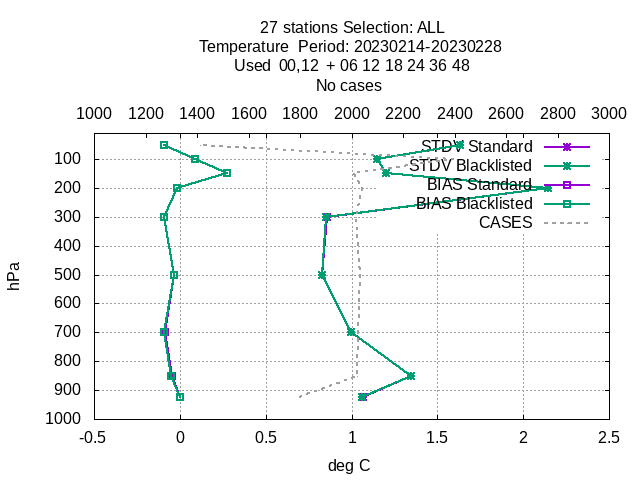 27 stations Selection: ALL
Temperature  Period: 20230214-20230228
Used  00,12  + 06 12 18 24 36 48
No cases
1000 1200 1400 1600 1800 2000 2200 2400 2600 2800 3000
STDV Standard
STDV Blacklisted
BIAS Standard
BIAS Blacklisted
CASES
100
200
300
400
500
600
700
800
900
1000
hPa
-0.5 0 0.5 1 1.5 2 2.5
deg C